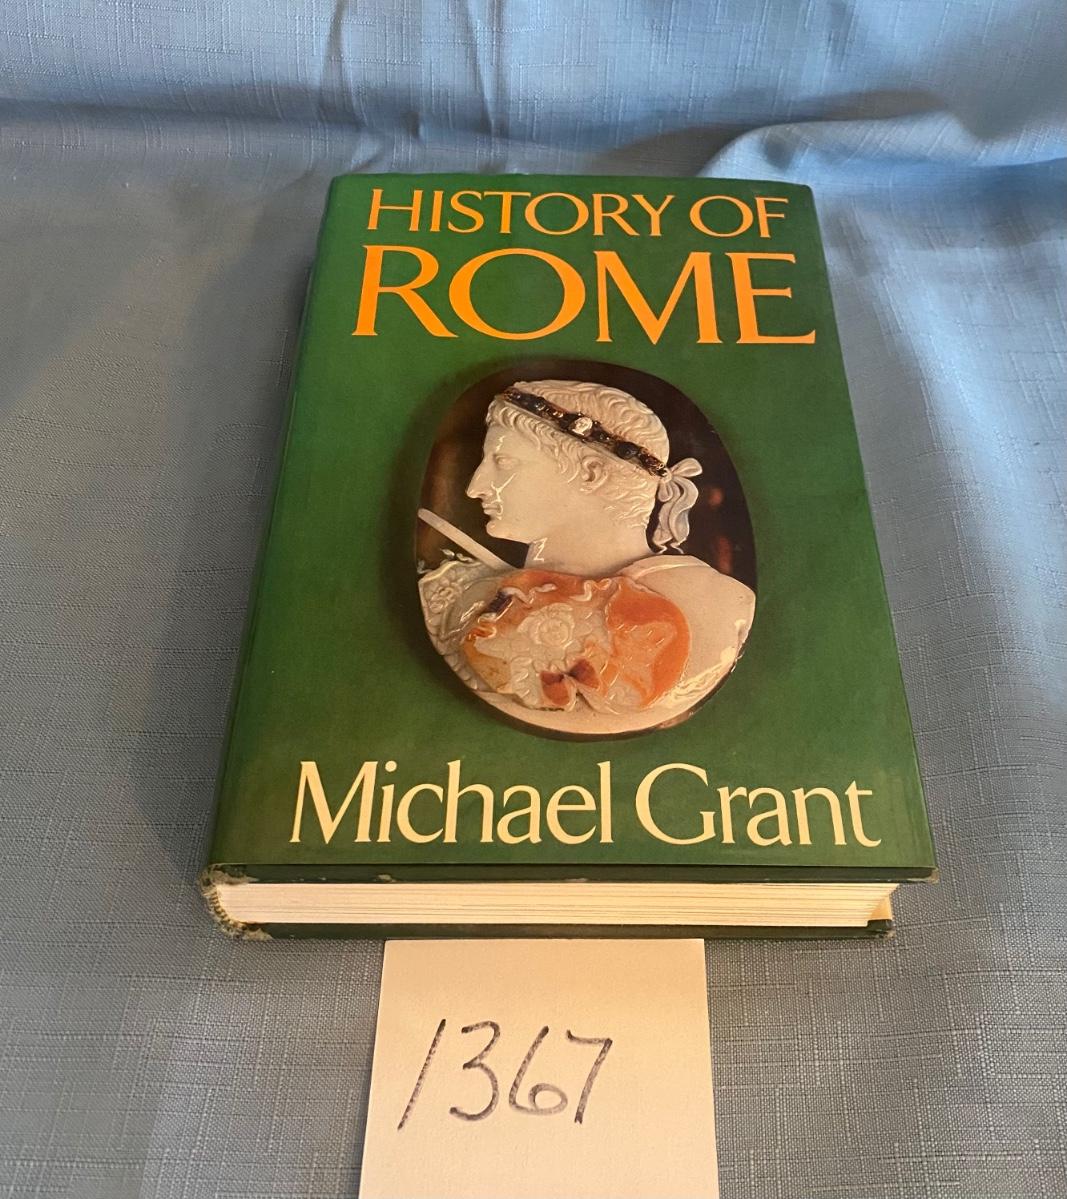 HISTORY OF
ROME
Michael Grant
1367